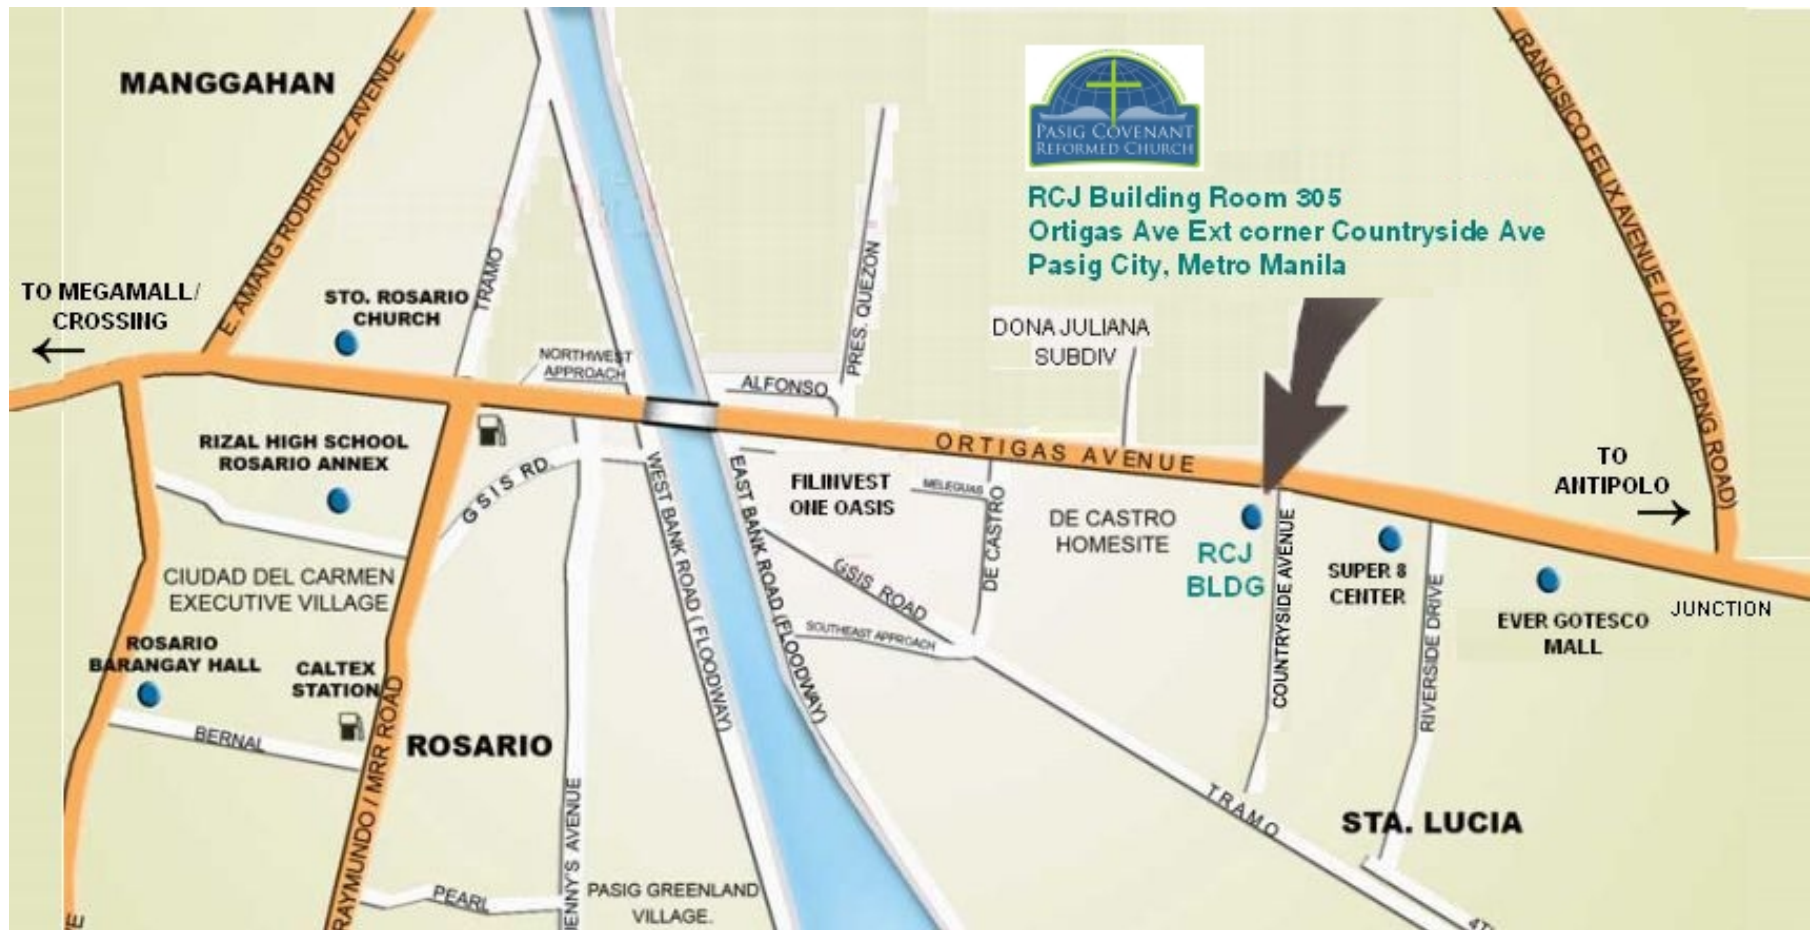 MANGGAHAN
E. AMANG RODRIGUEZ AVENUE
TO MEGAMALL/
CROSSING
STO. ROSARIO
CHURCH
TRAMO
NORTHWEST
APPROACH
PASIG COVENANT
REFORMED CHURCH
RCJ Building Room 305
Ortigas Ave Ext corner Countryside Ave
Pasig City, Metro Manila
(RANCISICO FELIX AVENUE / CALUMAPNG ROAD)
PRES. QUEZON
ALFONSO
DONA JULIANA
SUBDIV
ORTIGAS AVENUE
RIZAL HIGH SCHOOL
ROSARIO ANNEX
GSIS RD.
WEST BANK ROAD ( FLOODWAY)
EAST BANK ROAD (FLOODWAY)
FILINVEST
ONE OASIS
MELEGUAS
DE CASTRO
DE CASTRO
HOMESITE
RCJ
BLDG
COUNTRYSIDE AVENUE
SUPER 8
CENTER
RIVERSIDE DRIVE
TO
ANTIPOLO
EVER GOTESCO
MALL
JUNCTION
CIUDAD DEL CARMEN
EXECUTIVE VILLAGE
GSIS ROAD
SOUTHEAST APPROACH
ROSARIO
BARANGAY HALL
CALTEX
STATION
BERNAL
RAYMUNDO / MRR ROAD
ROSARIO
JENNY'S AVENUE
PEARL
PASIG GREENLAND
VILLAGE.
TRAMO
STA. LUCIA